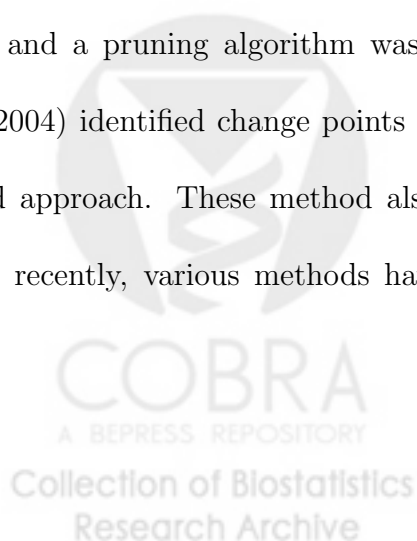 and a pruning algorithm was
2004) identified change points
approach. These method als
recently, various methods ha
COBRA
A BEPRESS REPOSITORY
Collection of Biostatistics
Research Archive